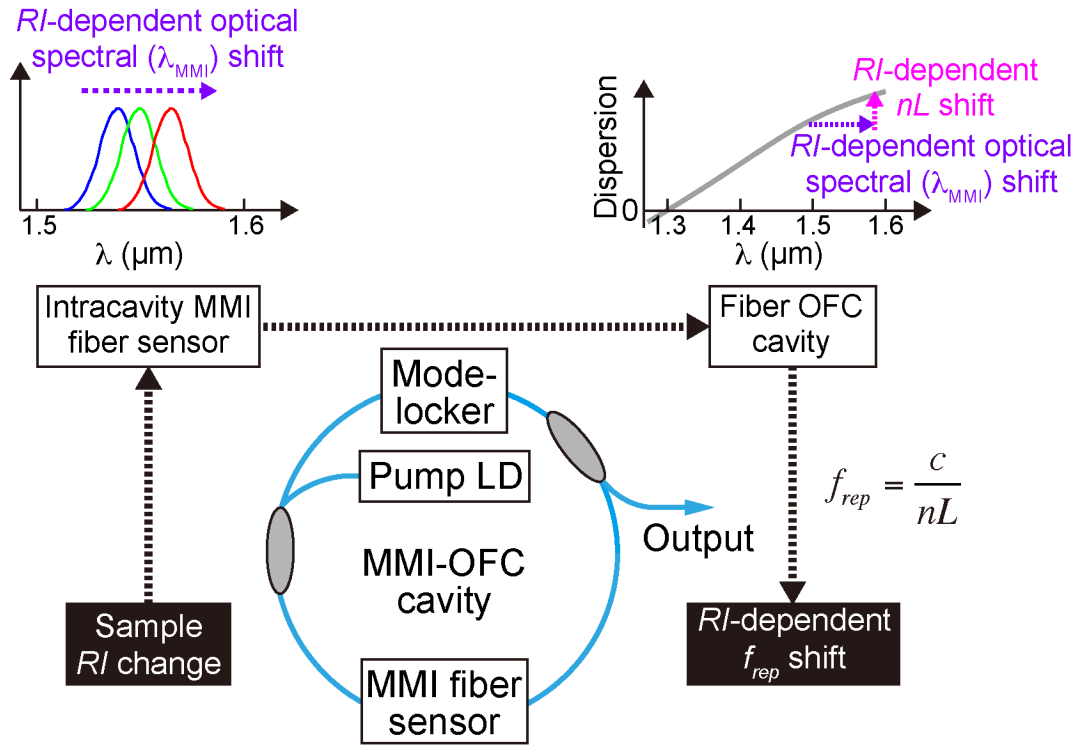 RI-dependent optical
spectral (λMMI) shift
1.5 1.6
λ (µm)
RI-dependent
nL shift
RI-dependent optical
spectral (λMMI) shift
Dispersion
0
1.3 1.4 1.5 1.6
λ (µm)
Intracavity MMI
fiber sensor
Fiber OFC
cavity
Mode-
locker
Pump LD
Output
MMI-OFC
cavity
MMI fiber
sensor
Sample
RI change
f_rep = c / nL
RI-dependent
f_rep shift